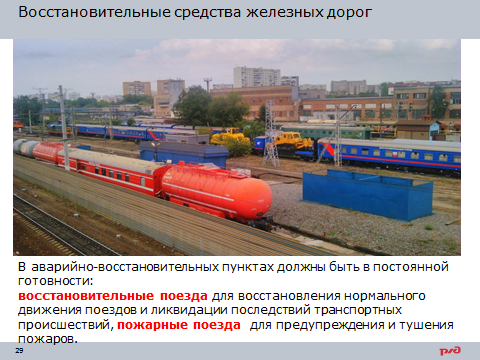 Восстановительные средства железных дорог
В аварийно-восстановительных пунктах должны быть в постоянной
готовности:
восстановительные поезда для восстановления нормального
движения поездов и ликвидации последствий транспортных
происшествий, пожарные поезда для предупреждения и тушения
пожаров.
29
ржд